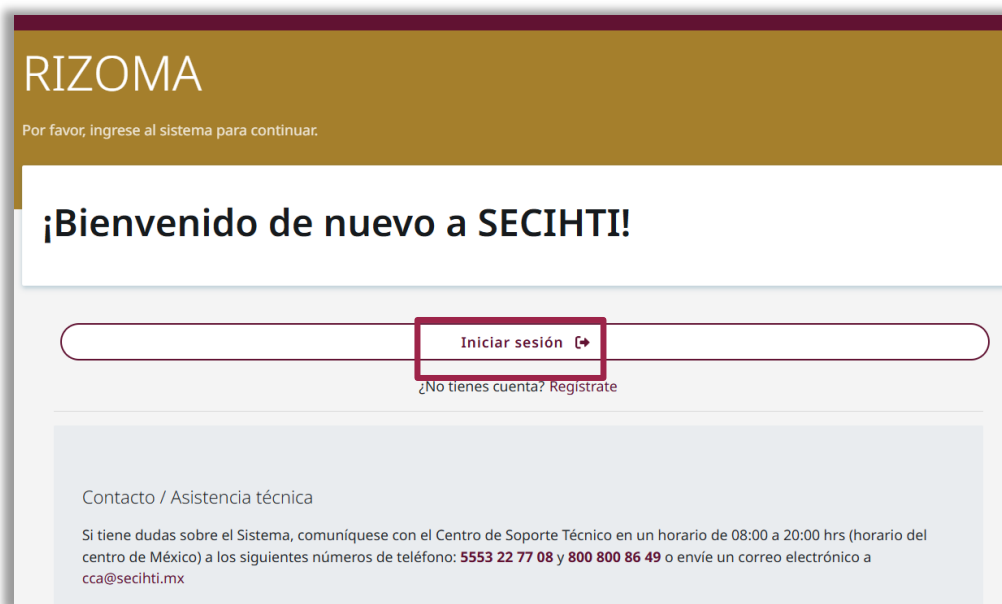 RIZOMA
Por favor, ingrese al sistema para continuar.
¡Bienvenido de nuevo a SECIHTI!
Iniciar sesión
¿No tienes cuenta? Regístrate
Contacto / Asistencia técnica
Si tiene dudas sobre el Sistema, comuníquese con el Centro de Soporte Técnico en un horario de 08:00 a 20:00 hrs (horario del
centro de México) a los siguientes números de teléfono: 5553 22 77 08 y 800 800 86 49 o envíe un correo electrónico a
cca@secihti.mx